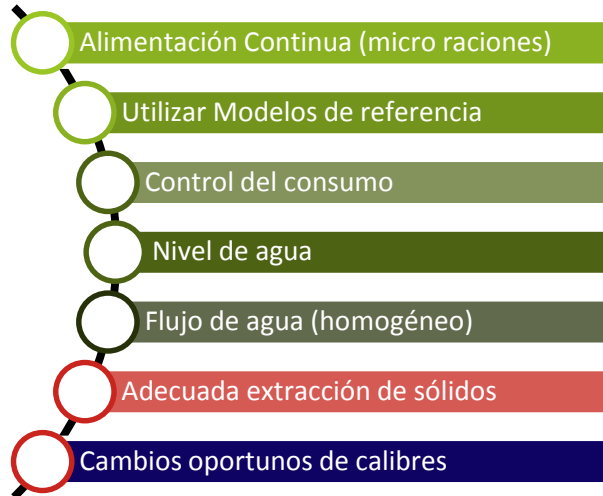 Alimentación Continua (micro raciones)
Utilizar Modelos de referencia
Control del consumo
Nivel de agua
Flujo de agua (homogéneo)
Adecuada extracción de sólidos
Cambios oportunos de calibres